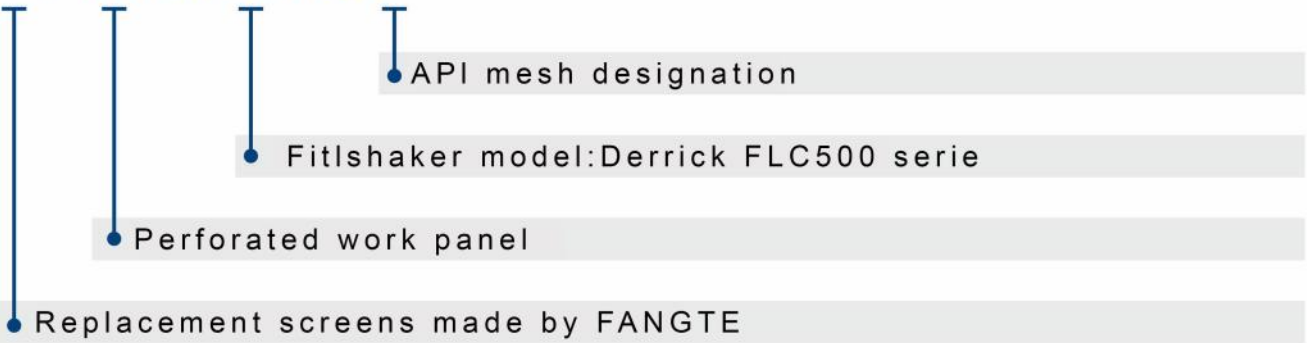 API mesh designation
Fitlshaker model:Derrick FLC500 serie
Perforated work panel
Replacement screens made by FANGTE